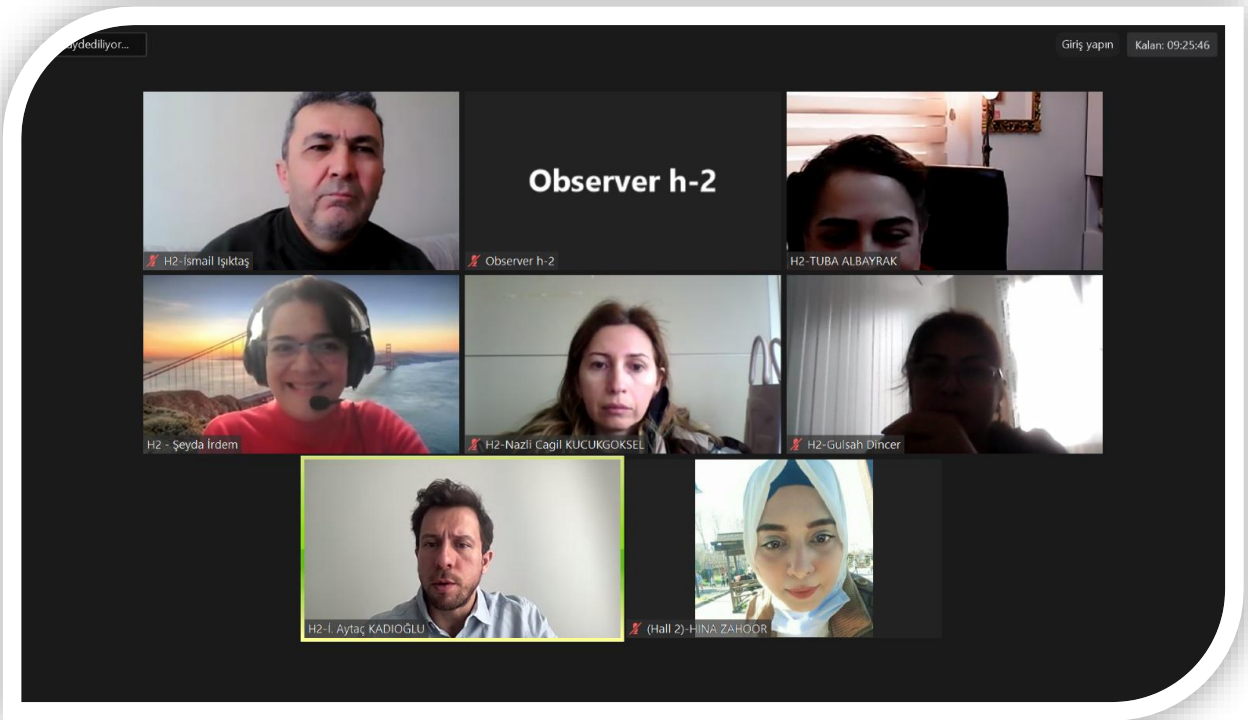 aydediliyor...
Giriş yapın
Kalan: 09:25:46
H2-İsmail Işıktaş
Observer h-2
Observer h-2
H2-TUBA ALBAYRAK
H2 - Şeyda İrdem
H2-Nazli Cagil KUCUKGOKSEL
H2-Gulsah Dincer
H2-İ. Aytaç KADIOĞLU
(Hall 2)-HINA ZAHOOR